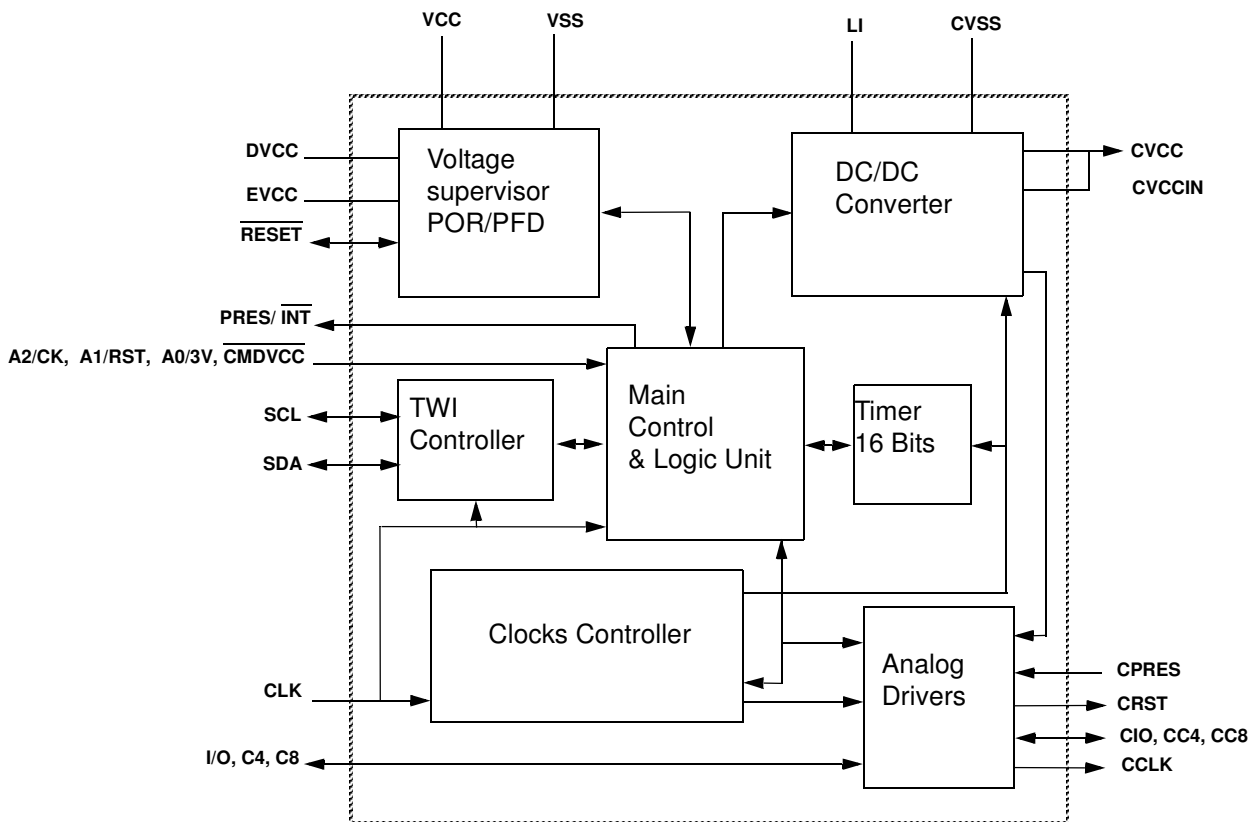 VCC
VSS
LI
CVSS
DVCC
EVCC
RESET
Voltage
supervisor
POR/PFD
DC/DC
Converter
CVCC
CVCCIN
PRES/ INT
A2/CK, A1/RST, A0/3V, CMDVCC
SCL
SDA
TWI
Controller
Main
Control
& Logic Unit
Timer
16 Bits
Clocks Controller
Analog
Drivers
CLK
I/O, C4, C8
CPRES
CRST
CIO, CC4, CC8
CCLK